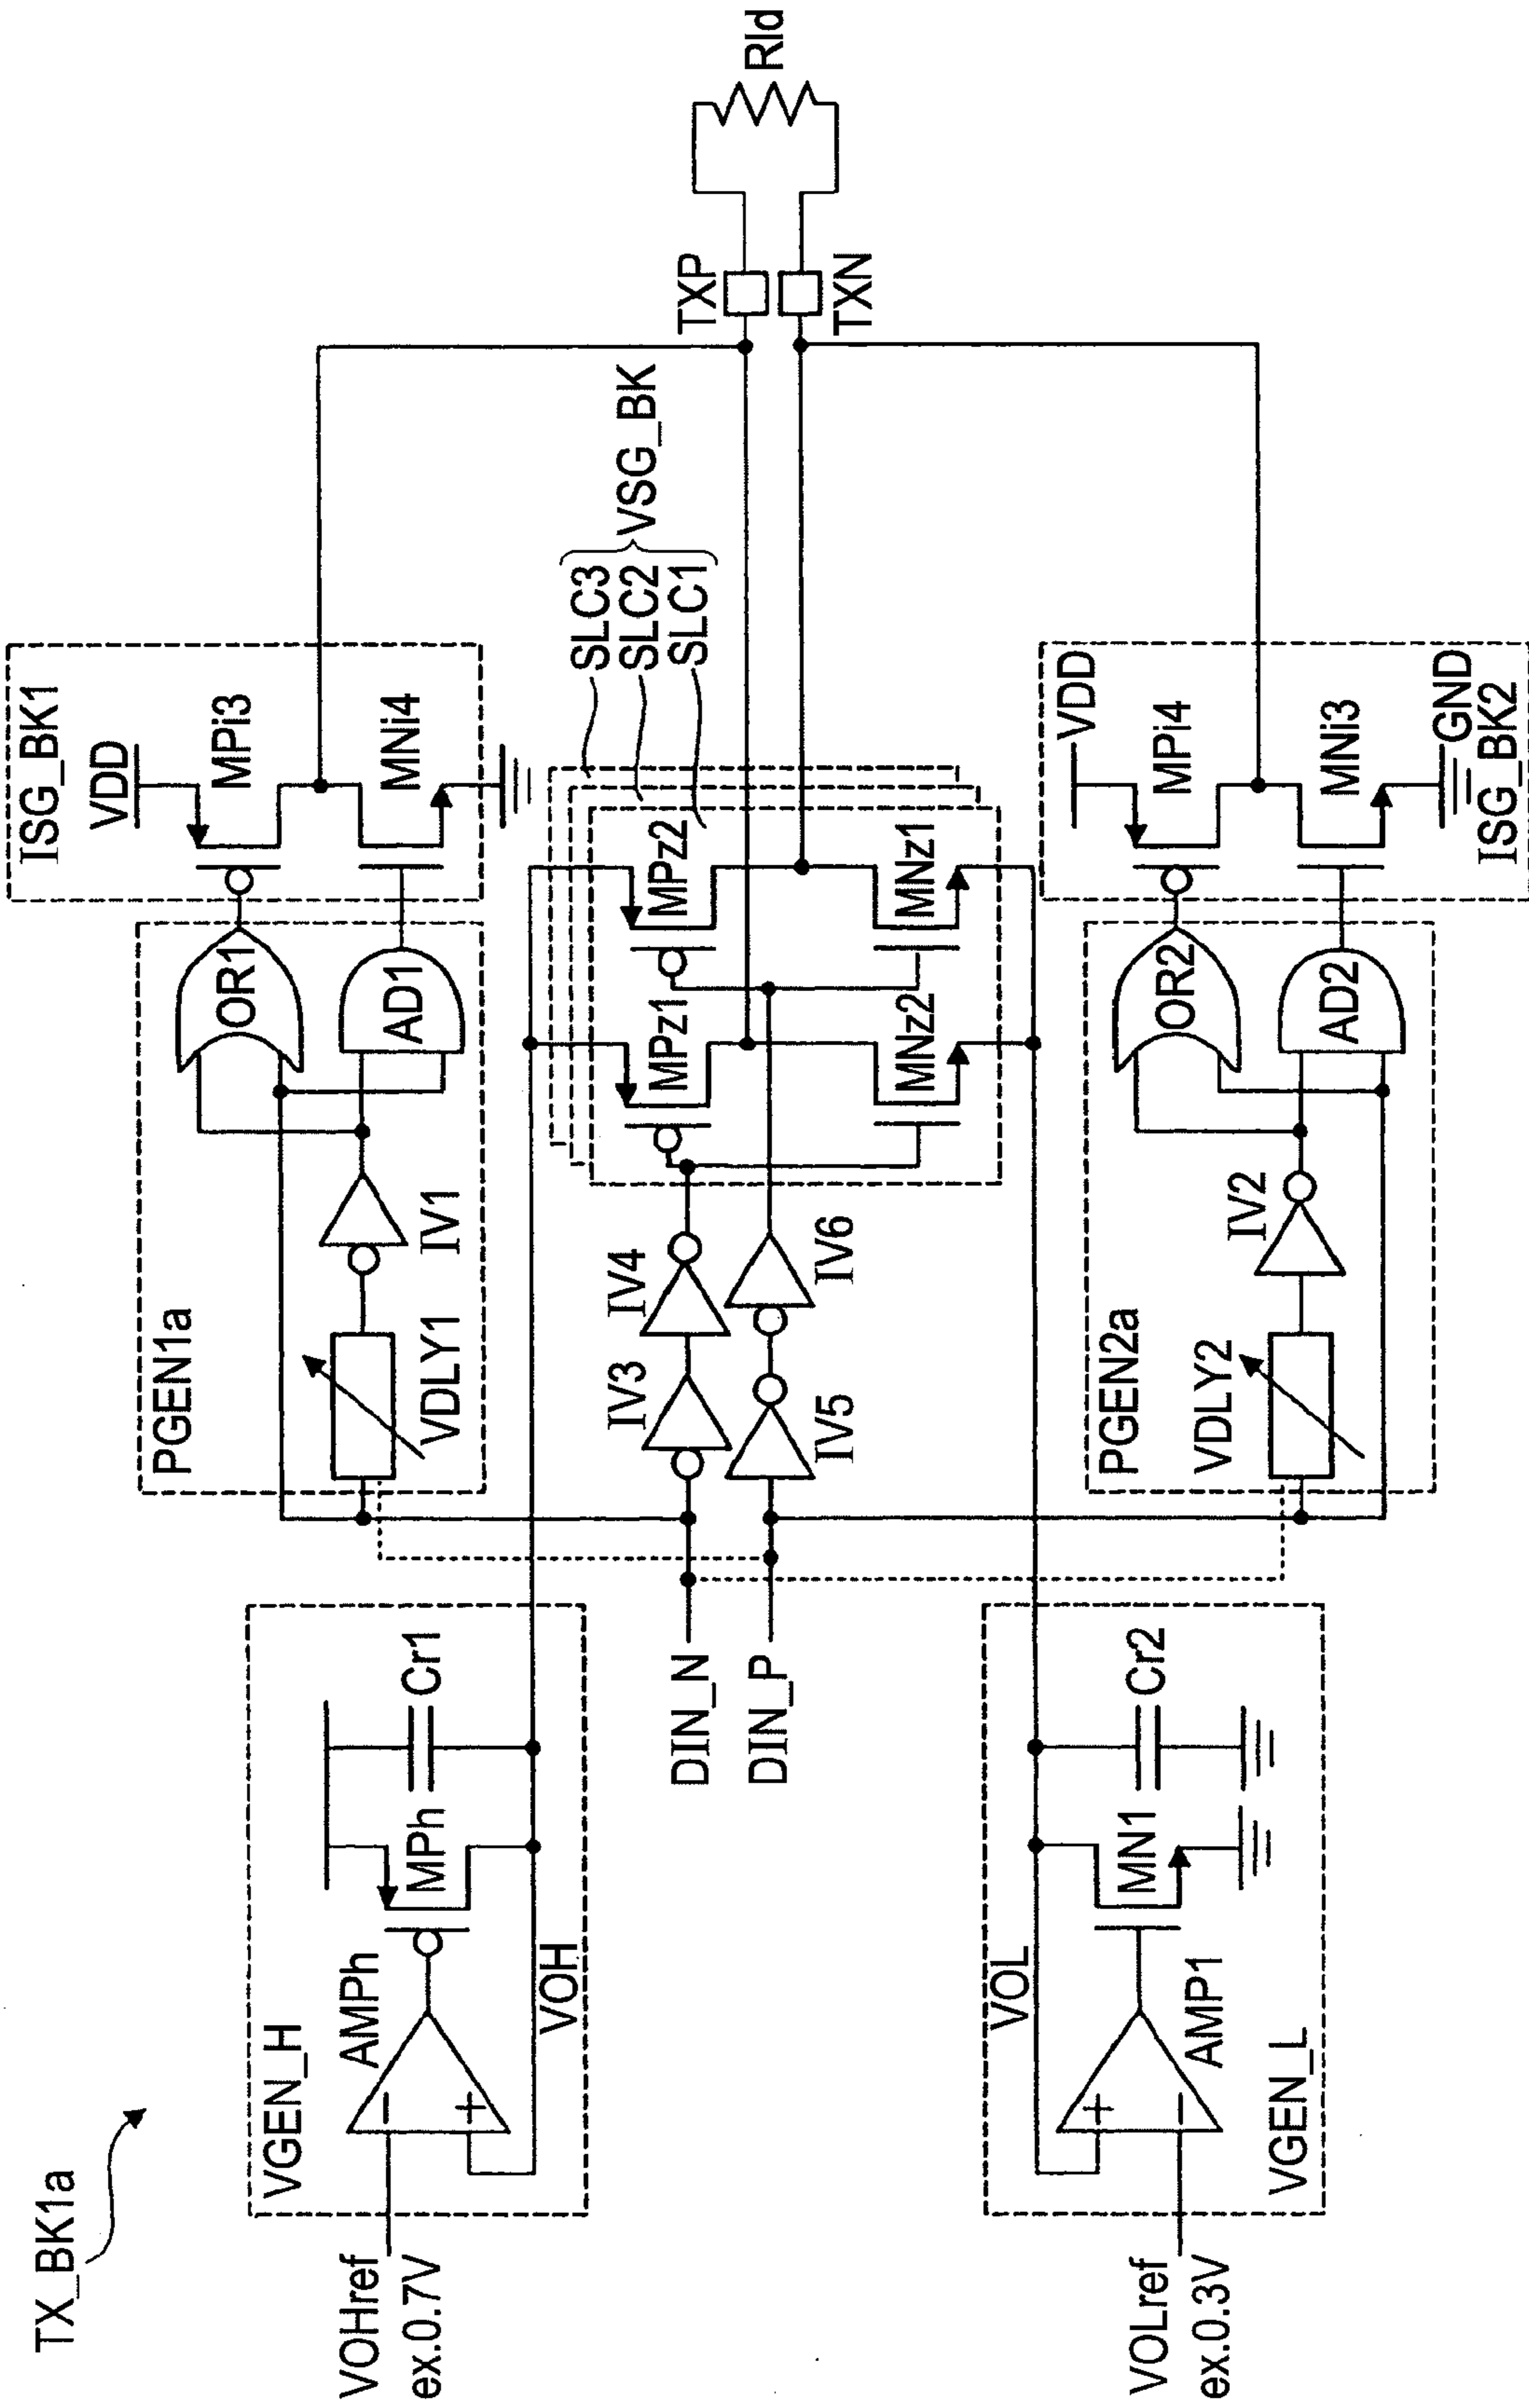 TX_BK1a
VGEN_H
AMPh
MPh
Cr1
VOH
VOHref
ex.0.7V
PGEN1a
VDLY1
IV1
OR1
AD1
ISG_BK1
VDD
MPi3
MNi4
DIN_N
DIN_P
IV3
IV4
IV5
IV6
MPz1
MPz2
MNz2
MNz1
SLC3
SLC2
SLC1
VSG_BK
TXP
TXN
Rld
VOL
AMP1
MN1
Cr2
VGEN_L
VOLref
ex.0.3V
PGEN2a
VDLY2
IV2
OR2
AD2
VDD
MPi4
MNi3
GND
ISG_BK2